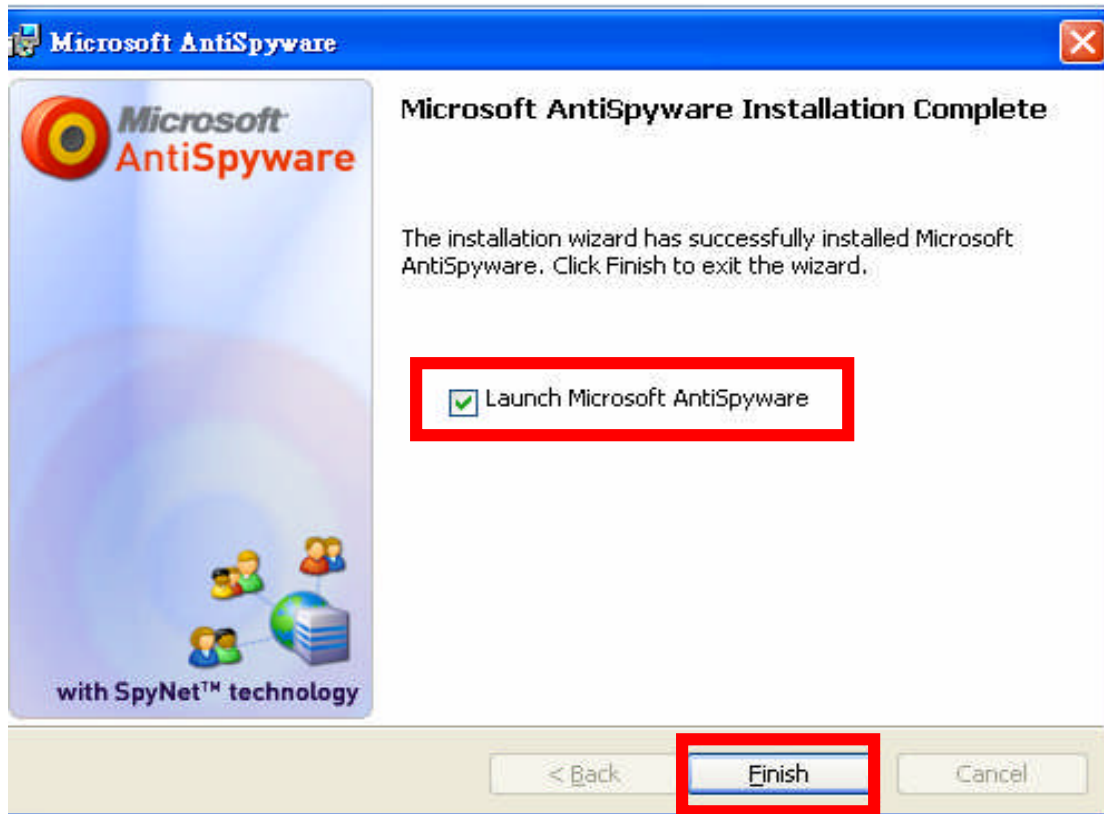 Microsoft AntiSpyware
Microsoft
AntiSpyware
Microsoft AntiSpyware Installation Complete
The installation wizard has successfully installed Microsoft
AntiSpyware. Click Finish to exit the wizard.
Launch Microsoft AntiSpyware
with SpyNet™ technology
< Back
Finish
Cancel